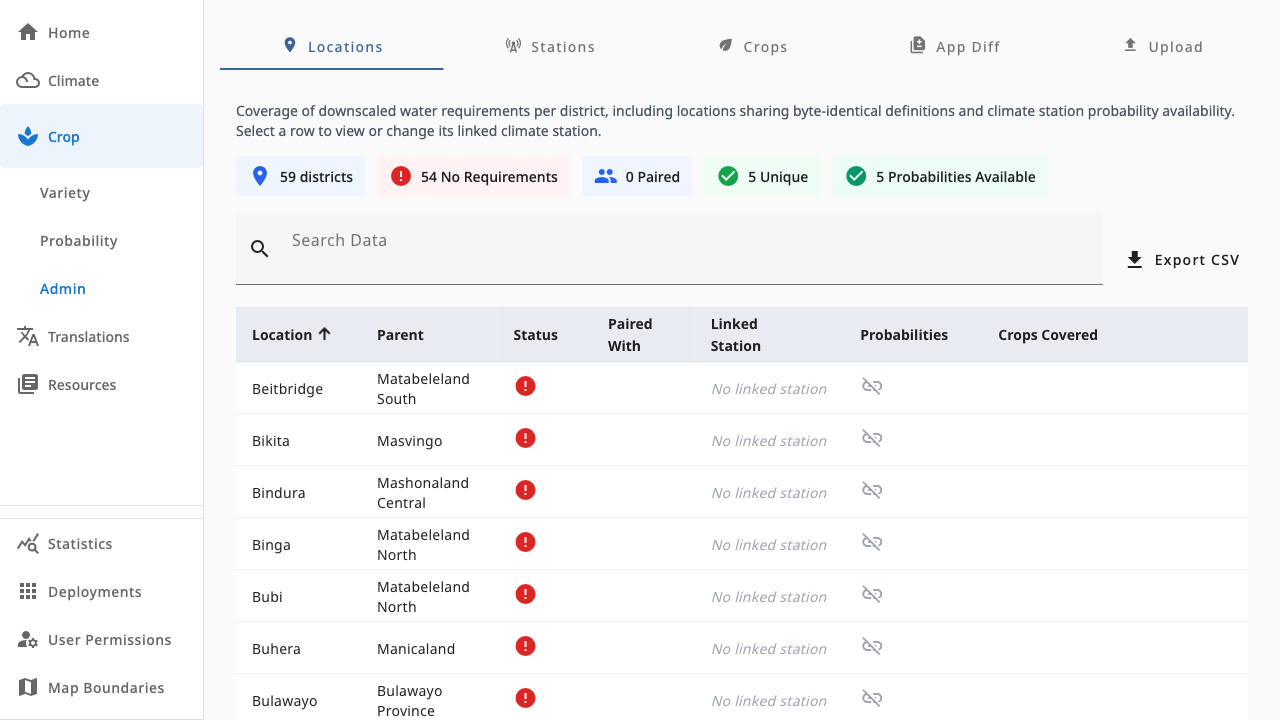 Home
Climate
Crop
Variety
Probability
Admin
Translations
Resources
Statistics
Deployments
User Permissions
Map Boundaries
Locations
Stations
Crops
App Diff
Upload
Coverage of downscaled water requirements per district, including locations sharing byte-identical definitions and climate station probability availability.
Select a row to view or change its linked climate station.
59 districts
54 No Requirements
0 Paired
5 Unique
5 Probabilities Available
Search Data
Export CSV
Location Parent Status Paired With Linked Station Probabilities Crops Covered
Beitbridge Matabeleland South No linked station
Bikita Masvingo No linked station
Bindura Mashonaland Central No linked station
Binga Matabeleland North No linked station
Bubi Matabeleland North No linked station
Buhera Manicaland No linked station
Bulawayo Bulawayo Province No linked station